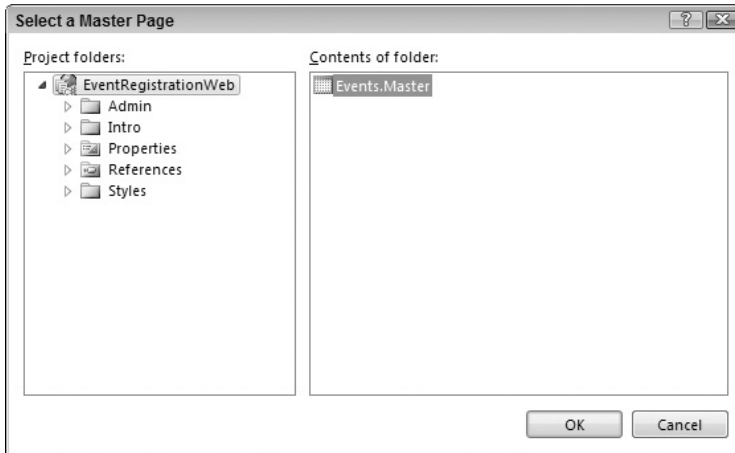 Select a Master Page
Project folders:
EventRegistrationWeb
Admin
Intro
Properties
References
Styles
Contents of folder:
Events.Master
OK
Cancel